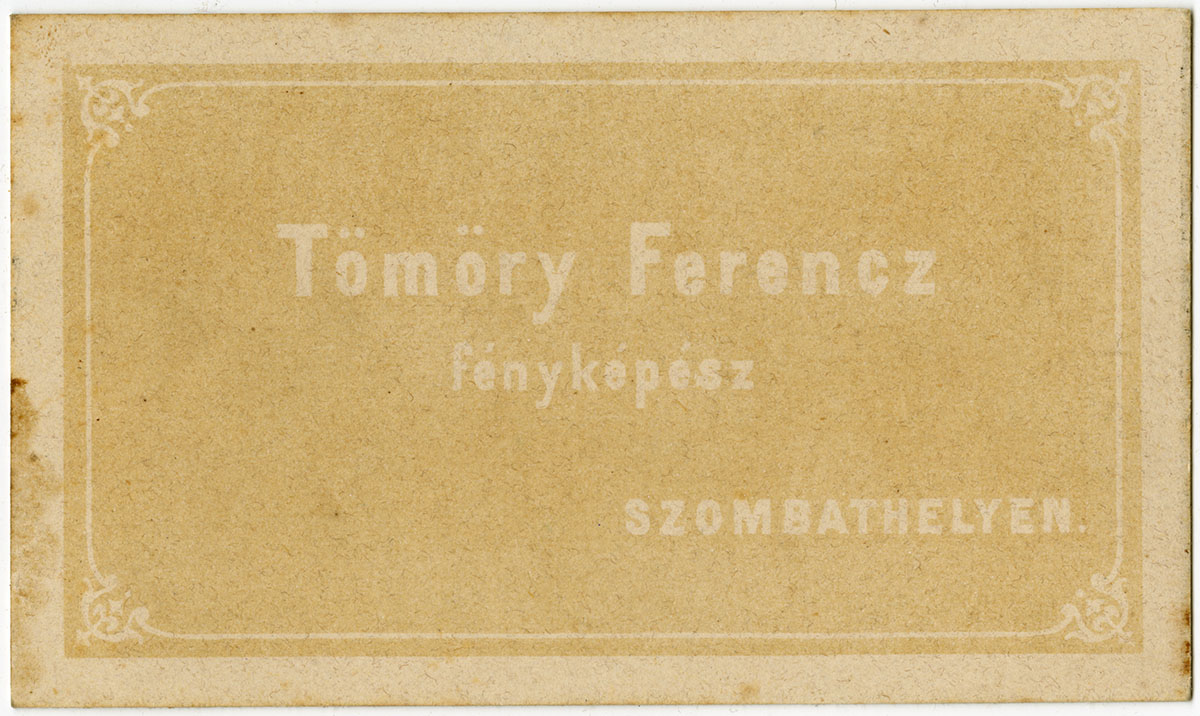 Tömöry Ferencz
fényképész
SZOMBATHELYEN.